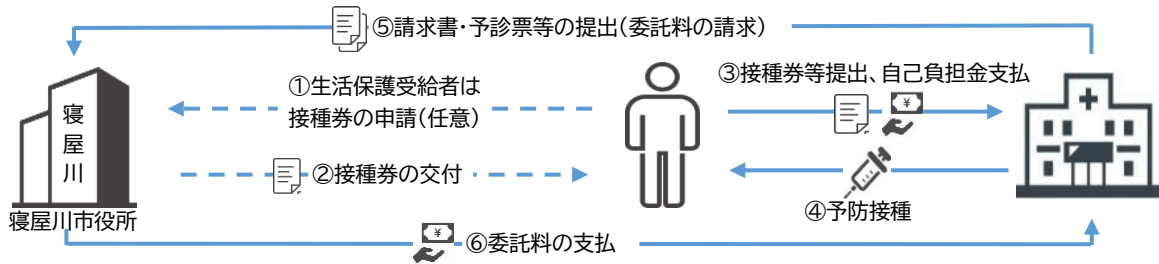 ⑤請求書・予診票等の提出(委託料の請求)
①生活保護受給者は
接種券の申請(任意)
③接種券等提出、自己負担金支払
¥
寝屋川
②接種券の交付
④予防接種
寝屋川市役所
¥
⑥委託料の支払